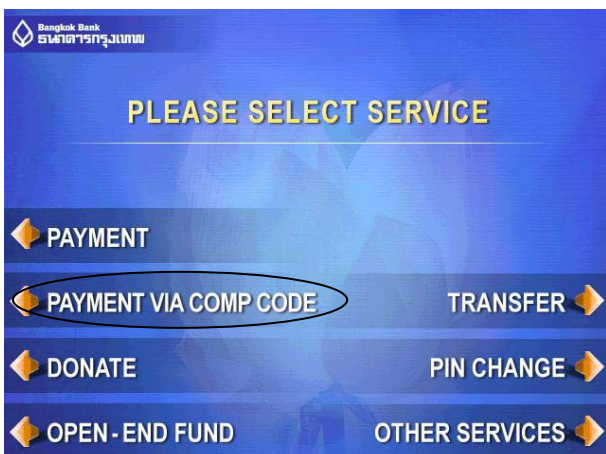 Bangkok Bank
ธนาคารกรุงเทพ
PLEASE SELECT SERVICE
PAYMENT
PAYMENT VIA COMP CODE
TRANSFER
DONATE
PIN CHANGE
OPEN - END FUND
OTHER SERVICES